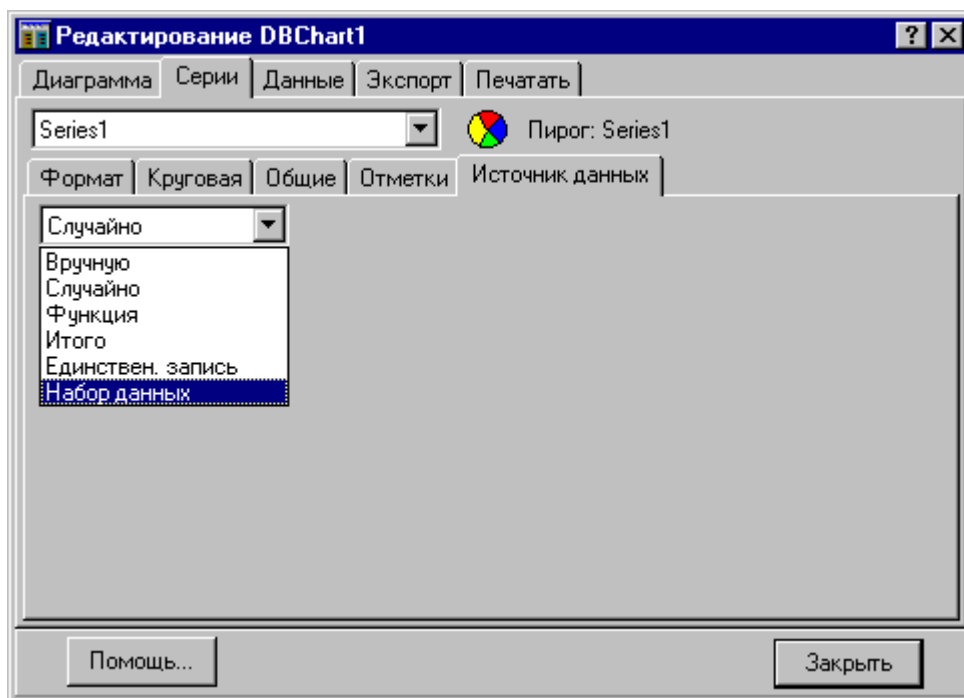 Редактирование DBChart1
Диаграмма Серии Данные Экспорт Печатать
Series1 Пирог: Series1
Формат Круговая Общие Отметки Источник данных
Случайно
Вручную
Случайно
Функция
Итого
Единствен. запись
Набор данных
Помощь... Закрыть